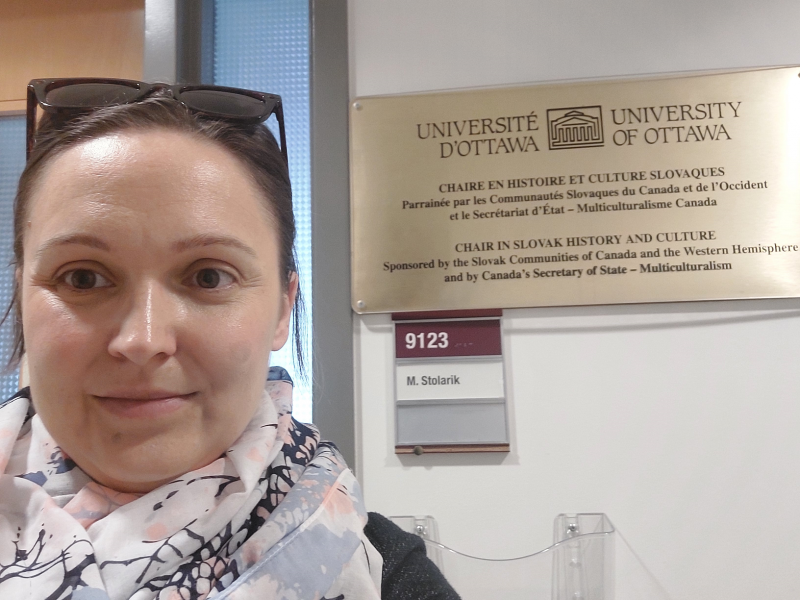 UNIVERSITÉ
D'OTTAWA
UNIVERSITY
OF OTTAWA
CHAIRE EN HISTOIRE ET CULTURE SLOVAQUES
Parrainée par les Communautés Slovaques du Canada et de l'Occident
et le Secrétariat d'État – Multiculturalisme Canada
CHAIR IN SLOVAK HISTORY AND CULTURE
Sponsored by the Slovak Communities of Canada and the Western Hemisphere
and by Canada's Secretary of State – Multiculturalism
9123
M. Stolarik